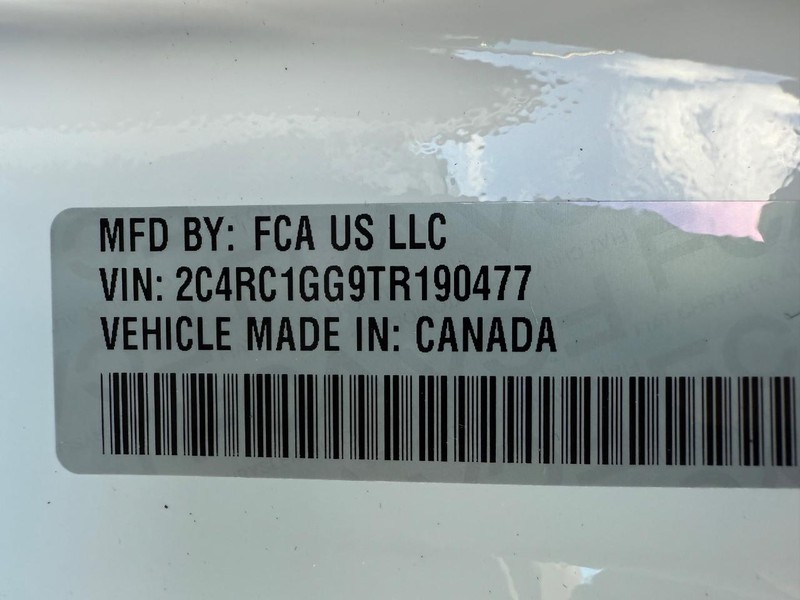 MFD BY: FCA US LLC
VIN: 2C4RC1GG9TR190477
VEHICLE MADE IN: CANADA